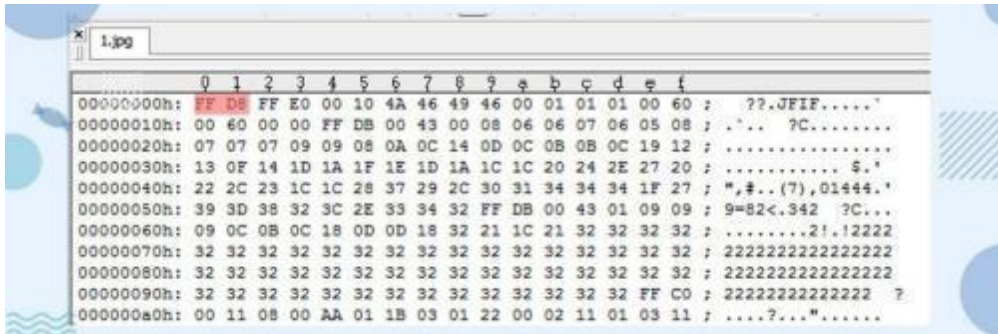 1.jpg
0 1 2 3 4 5 6 7 8 9 a b c d e f
00000000h: FF D8 FF E0 00 10 4A 46 49 46 00 01 01 01 00 60 ; ??.JFIF.....`
00000010h: 00 60 00 00 FF DB 00 43 00 08 06 06 07 06 05 08 ; .`.. ?C........
00000020h: 07 07 07 09 09 08 0A 0C 14 0D 0C 0B 0B 0C 19 12 ; ................
00000030h: 13 0F 14 1D 1A 1F 1E 1D 1A 1C 1C 20 24 2E 27 20 ; ........... $.'
00000040h: 22 2C 23 1C 1C 28 37 29 2C 30 31 34 34 34 1F 27 ; ",#..(7),01444.'
00000050h: 39 3D 38 32 3C 2E 33 34 32 FF DB 00 43 01 09 09 ; 9=82<.342 ?C...
00000060h: 09 0C 0B 0C 18 0D 0D 18 32 21 1C 21 32 32 32 32 ; ........2!.!2222
00000070h: 32 32 32 32 32 32 32 32 32 32 32 32 32 32 32 32 ; 2222222222222222
00000080h: 32 32 32 32 32 32 32 32 32 32 32 32 32 32 32 32 ; 2222222222222222
00000090h: 32 32 32 32 32 32 32 32 32 32 32 32 32 32 FF C0 ; 22222222222222 ?
000000a0h: 00 11 08 00 AA 01 1B 03 01 22 00 02 11 01 03 11 ; ....?...."......